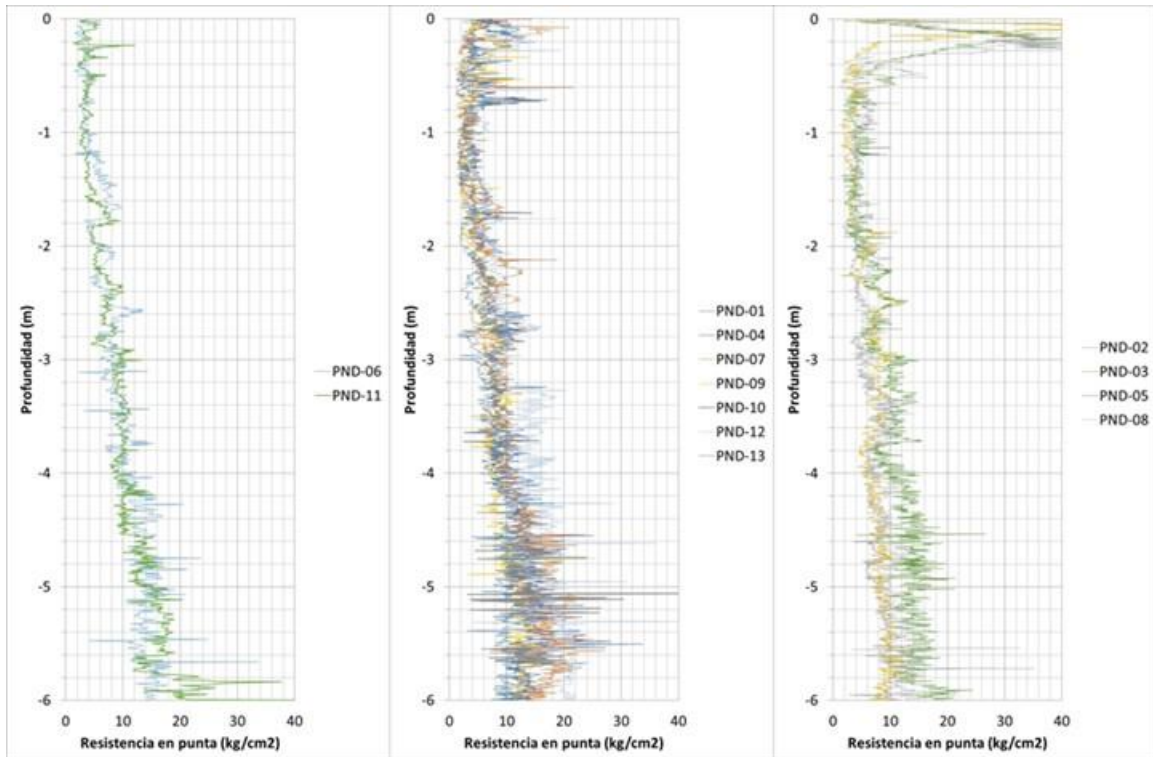 0
-1
-2
-3
-4
-5
-6
Profundidad (m)
0 10 20 30 40
Resistencia en punta (kg/cm2)
PND-06
PND-11
0
-1
-2
-3
-4
-5
-6
Profundidad (m)
0 10 20 30 40
Resistencia en punta (kg/cm2)
PND-01
PND-04
PND-07
PND-09
PND-10
PND-12
PND-13
0
-1
-2
-3
-4
-5
-6
Profundidad (m)
0 10 20 30 40
Resistencia en punta (kg/cm2)
PND-02
PND-03
PND-05
PND-08